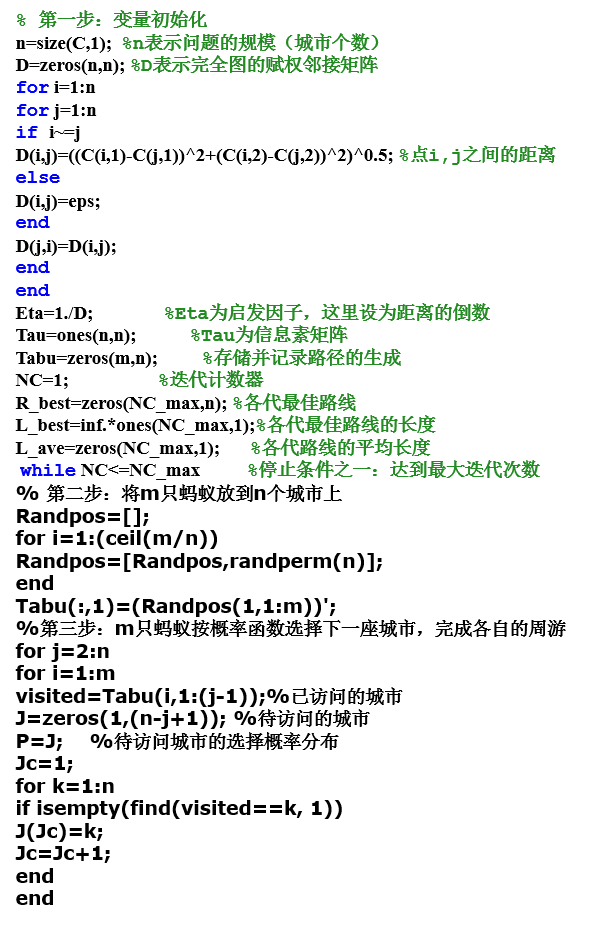 % 第一步：变量初始化
n=size(C,1); %n表示问题的规模（城市个数）
D=zeros(n,n); %D表示完全图的赋权邻接矩阵
for i=1:n
for j=1:n
if i~=j
D(i,j)=((C(i,1)-C(j,1))^2+(C(i,2)-C(j,2))^2)^0.5; %点i,j之间的距离
else
D(i,j)=eps;
end
D(j,i)=D(i,j);
end
end
Eta=1./D; %Eta为启发因子，这里设为距离的倒数
Tau=ones(n,n); %Tau为信息素矩阵
Tabu=zeros(m,n); %存储并记录路径的生成
NC=1; %迭代计数器
R_best=zeros(NC_max,n); %各代最佳路线
L_best=inf.*ones(NC_max,1);%各代最佳路线的长度
L_ave=zeros(NC_max,1); %各代路线的平均长度
while NC<=NC_max %停止条件之一：达到最大迭代次数
% 第二步：将m只蚂蚁放到n个城市上
Randpos=[];
for i=1:(ceil(m/n))
Randpos=[Randpos,randperm(n)];
end
Tabu(:,1)=(Randpos(1,1:m))';
%第三步：m只蚂蚁按概率函数选择下一座城市，完成各自的周游
for j=2:n
for i=1:m
visited=Tabu(i,1:(j-1));%已访问的城市
J=zeros(1,(n-j+1)); %待访问的城市
P=J; %待访问城市的选择概率分布
Jc=1;
for k=1:n
if isempty(find(visited==k, 1))
J(Jc)=k;
Jc=Jc+1;
end
end